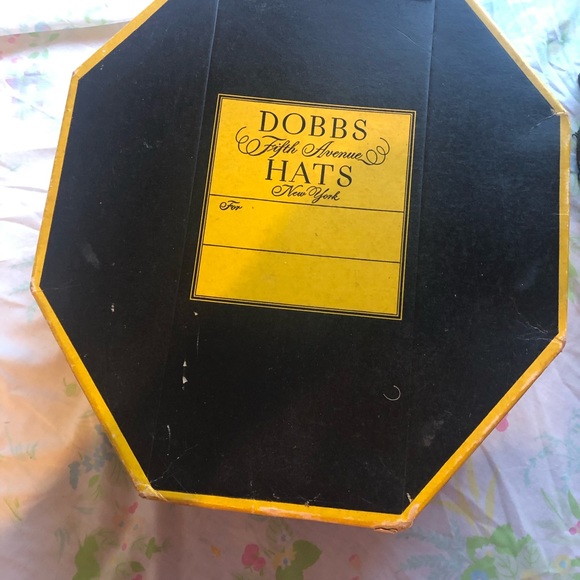 DOBBS
Fifth Avenue
HATS
New York
For